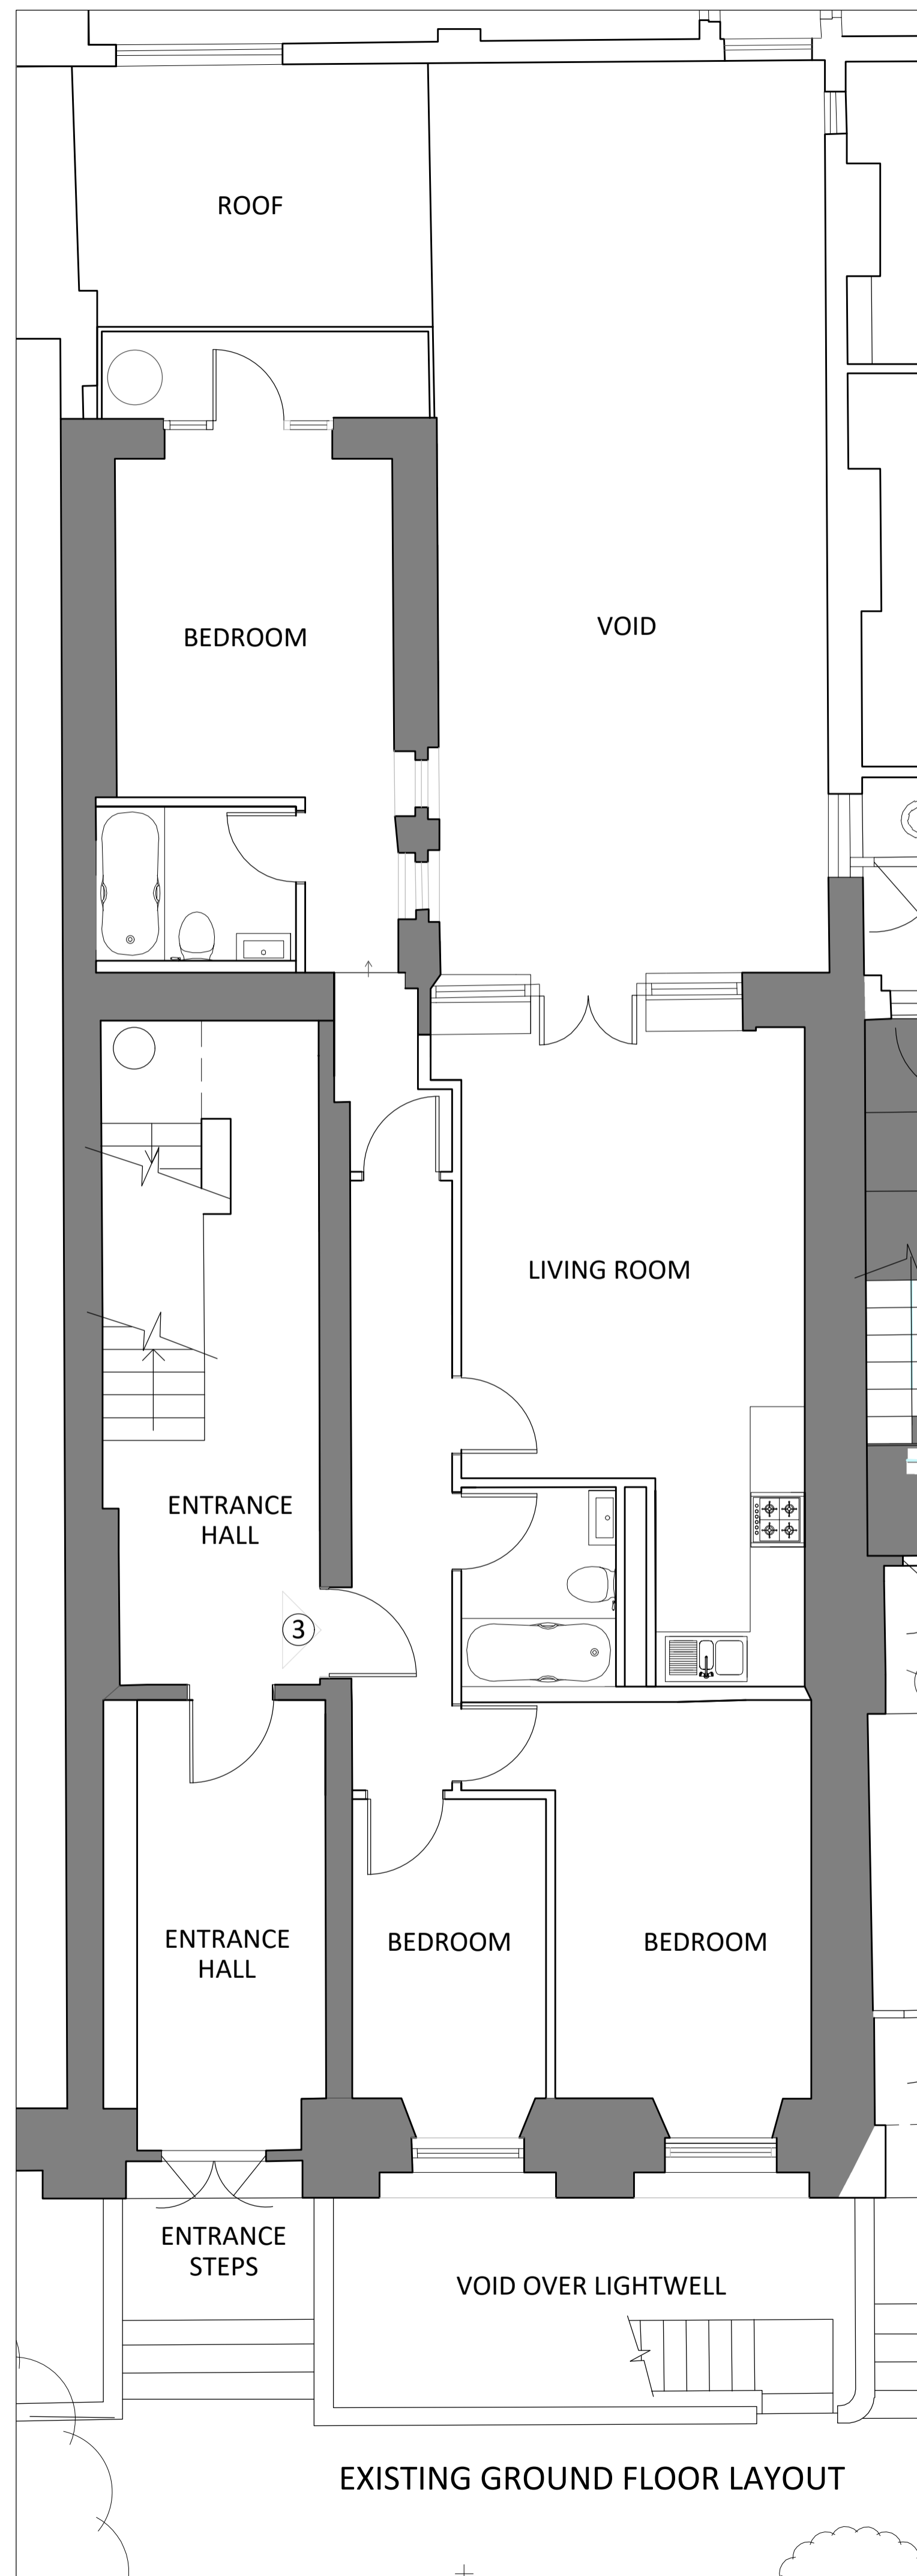 ROOF
BEDROOM
VOID
LIVING ROOM
ENTRANCE
HALL
3
ENTRANCE
HALL
BEDROOM
BEDROOM
ENTRANCE
STEPS
VOID OVER LIGHTWELL
EXISTING GROUND FLOOR LAYOUT